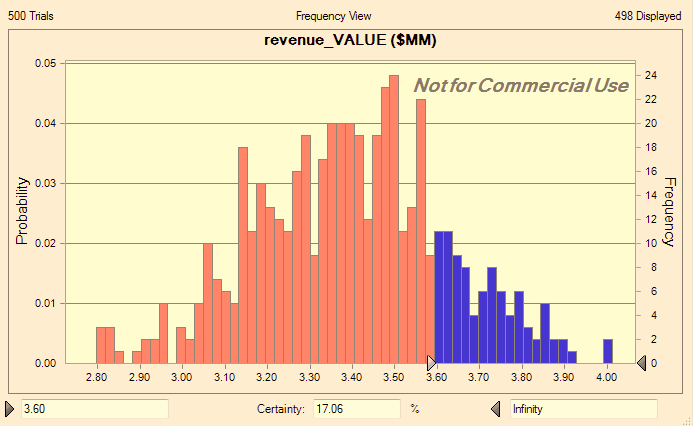 500 Trials Frequency View 498 Displayed
revenue_VALUE ($MM)
Not for Commercial Use
Probability
0.05
0.04
0.03
0.02
0.01
0.00
24
22
20
18
16
14
12
10
8
6
4
2
0
Frequency
2.80 2.90 3.00 3.10 3.20 3.30 3.40 3.50 3.60 3.70 3.80 3.90 4.00
3.60 Certainty: 17.06 % Infinity